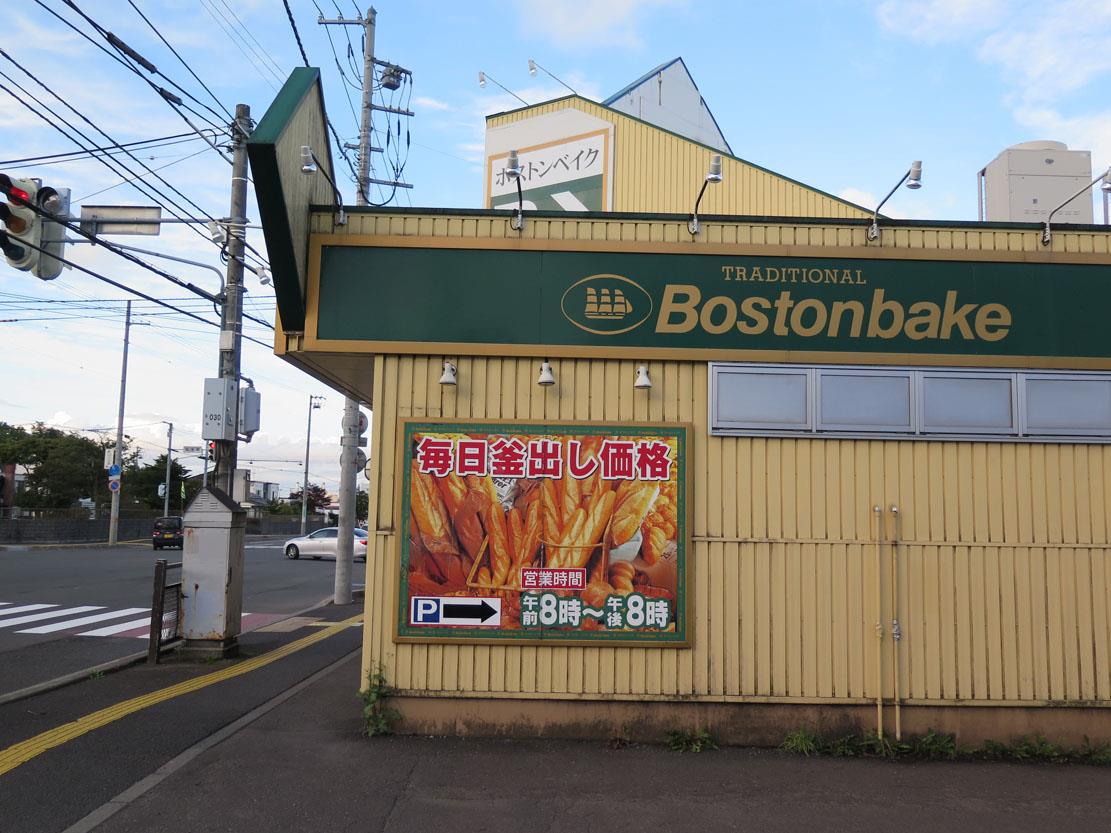 ボストンベイク
TRADITIONAL
Bostonbake
毎日釜出し価格
営業時間
P
午前8時～午後8時
030